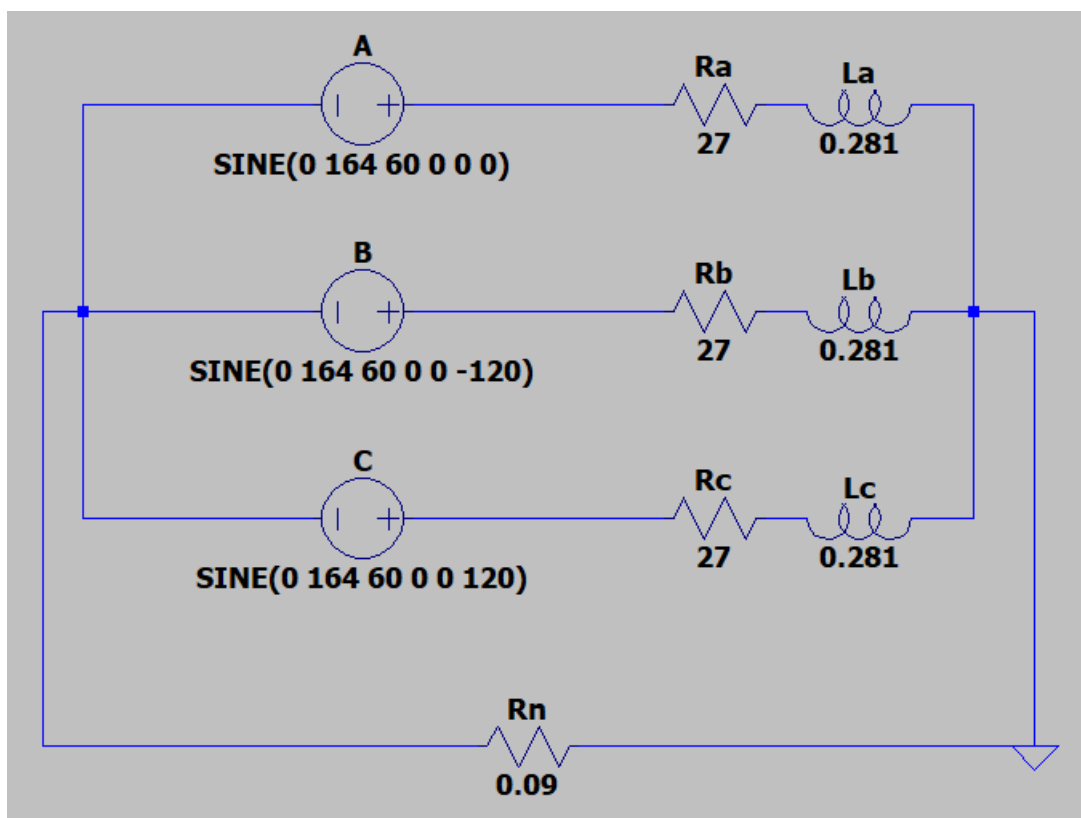 A
Ra
La
27
0.281
SINE(0 164 60 0 0 0)
B
Rb
Lb
27
0.281
SINE(0 164 60 0 0 -120)
C
Rc
Lc
27
0.281
SINE(0 164 60 0 0 120)
Rn
0.09